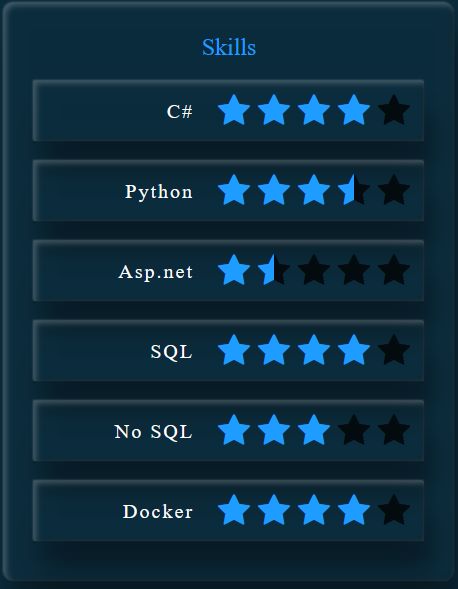 Skills
C#
Python
Asp.net
SQL
No SQL
Docker